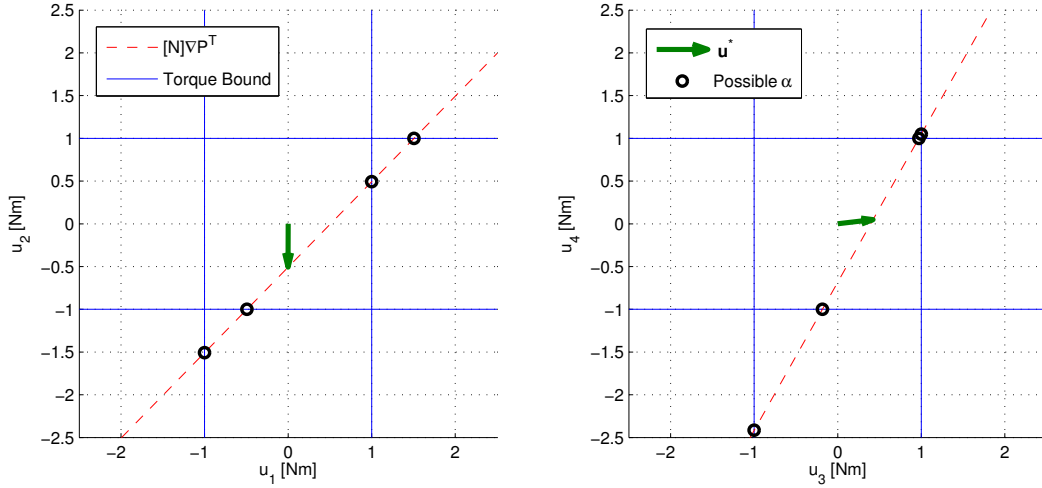 [N]∇P^T
Torque Bound
2.5
2
1.5
1
0.5
0
−0.5
−1
−1.5
−2
−2.5
u_2 [Nm]
−2 −1 0 1 2
u_1 [Nm]
u^*
Possible α
2.5
2
1.5
1
0.5
0
−0.5
−1
−1.5
−2
−2.5
u_4 [Nm]
−2 −1 0 1 2
u_3 [Nm]